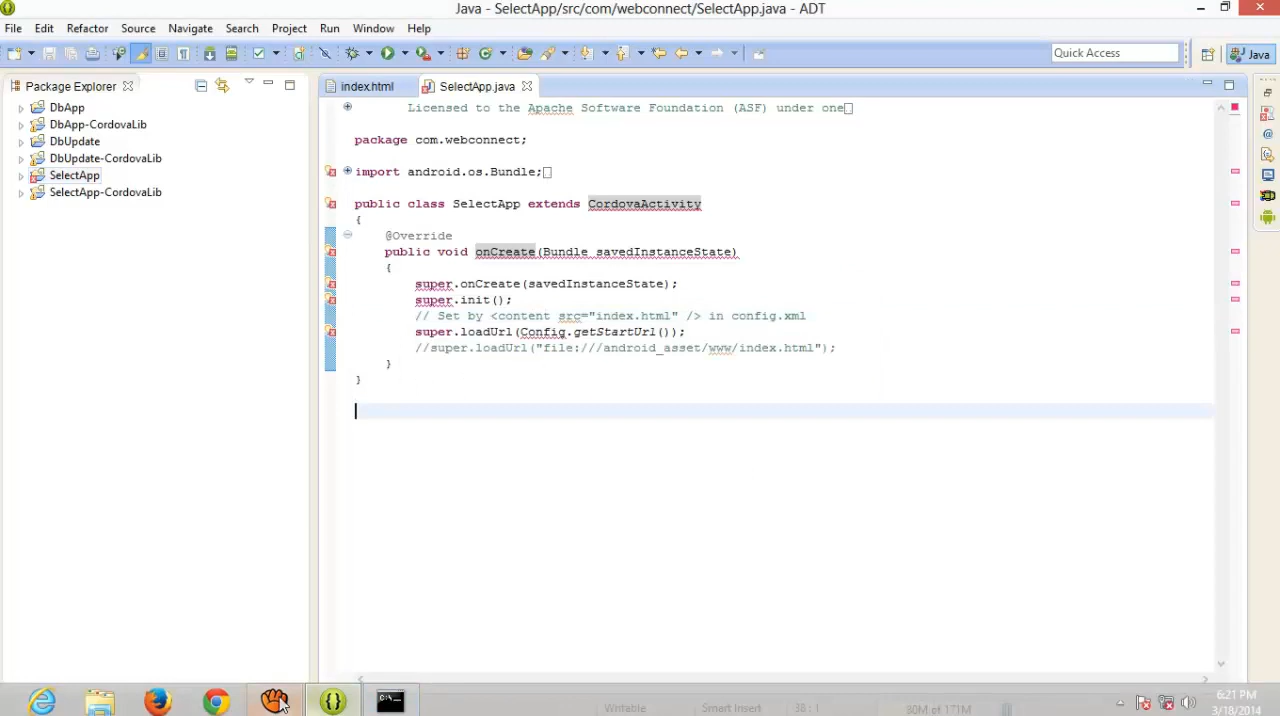 Java - SelectApp/src/com/webconnect/SelectApp.java - ADT
File Edit Refactor Source Navigate Search Project Run Window Help
Quick Access
Java
Package Explorer
index.html
SelectApp.java
DbApp
DbApp-CordovaLib
DbUpdate
DbUpdate-CordovaLib
SelectApp
SelectApp-CordovaLib
Licensed to the Apache Software Foundation (ASF) under one
package com.webconnect;
import android.os.Bundle;
public class SelectApp extends CordovaActivity
{
@Override
public void onCreate(Bundle savedInstanceState)
{
super.onCreate(savedInstanceState);
super.init();
// Set by <content src="index.html" /> in config.xml
super.loadUrl(Config.getStartUrl());
//super.loadUrl("file:///android_asset/www/index.html");
}
}
Writable Smart Insert 38 : 1 80M of 171M
6:21 PM
3/18/2014